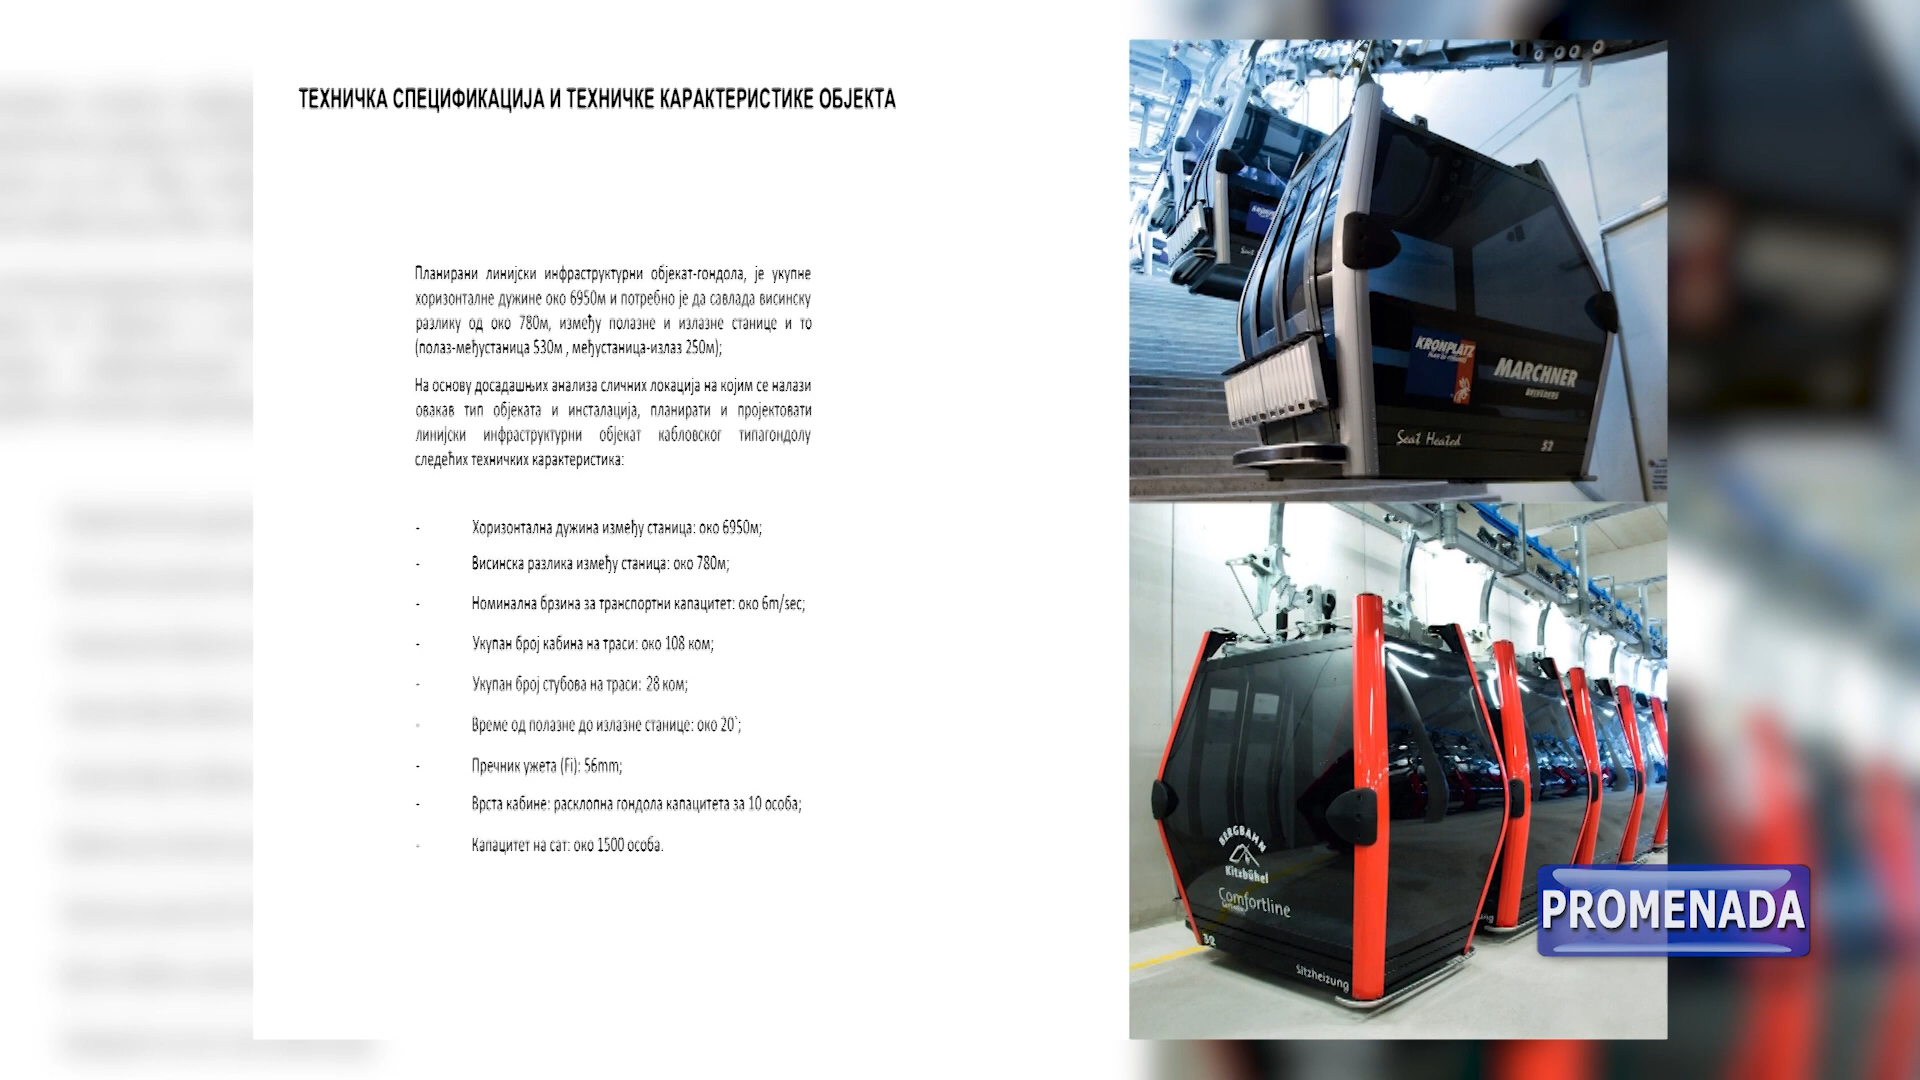 ТЕХНИЧКА СПЕЦИФИКАЦИЈА И ТЕХНИЧКЕ КАРАКТЕРИСТИКЕ ОБЈЕКТА
Планирани линијски инфраструктурни објекат-гондола, је укупне
хоризонталне дужине око 6950м и потребно је да савлада висинску
разлику од око 780м, између полазне и излазне станице и то
(полаз-међустаница 530м , међустаница-излаз 250м);
На основу досадашњих анализа сличних локација на којим се налази
овакав тип објеката и инсталација, планирати и пројектовати
линијски инфраструктурни објекат кабловског типагондолу
следећих техничких карактеристика:
- Хоризонтална дужина између станица: око 6950м;
- Висинска разлика између станица: око 780м;
- Номинална брзина за транспортни капацитет: око 6m/sec;
- Укупан број кабина на траси: око 108 ком;
- Укупан број стубова на траси: 28 ком;
- Време од полазне до излазне станице: око 20`;
- Пречник ужета (Fi): 56mm;
- Врста кабине: расклопна гондола капацитета за 10 особа;
- Капацитет на сат: око 1500 особа.
KRONPLATZ
MARCHNER
BELVEDERE
Seat Heated
52
BERGBAHN
Kitzbühel
Comfortline
32
Sitzheizung
PROMENADA